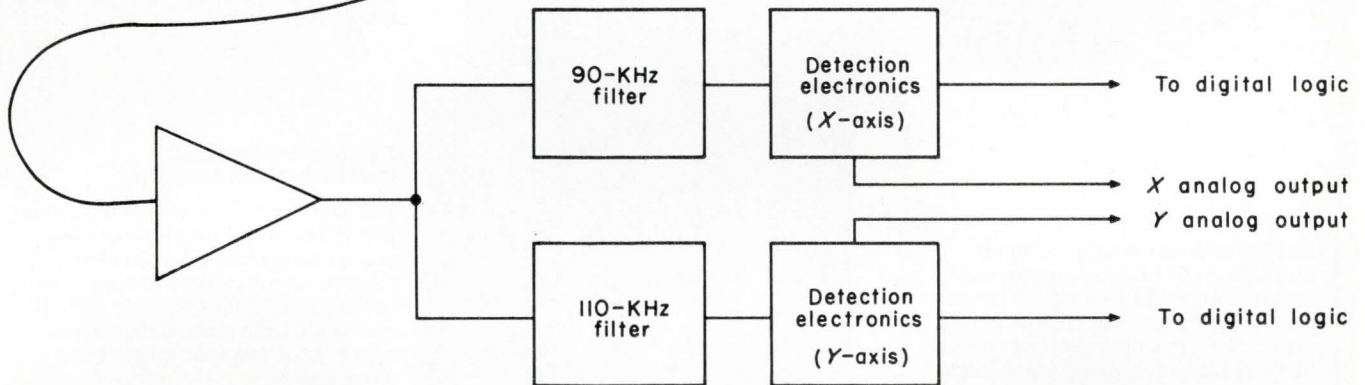 90-KHz
filter
Detection
electronics
(X-axis)
To digital logic
X analog output
Y analog output
110-KHz
filter
Detection
electronics
(Y-axis)
To digital logic